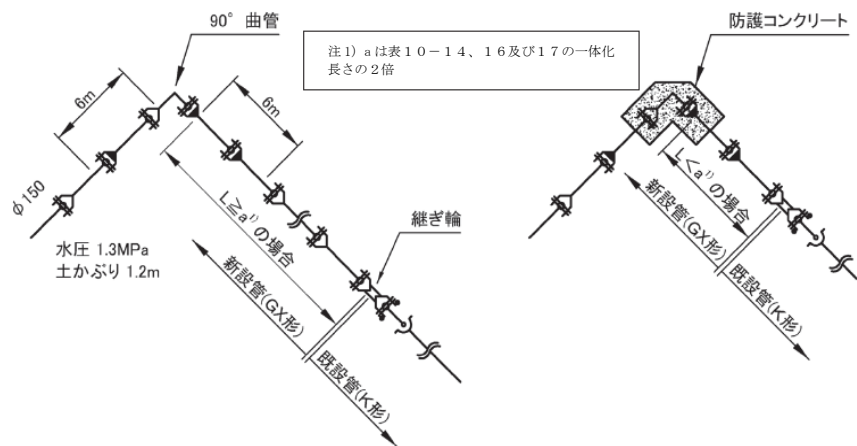 90° 曲管
注1) aは表10－14、16及び17の一体化
長さの2倍
防護コンクリート
6m
6m
φ150
水圧 1.3MPa
土かぶり 1.2m
L≧a¹⁾ の場合
継ぎ輪
新設管(GX形)
既設管(K形)
L<a¹⁾ の場合
新設管(GX形)
既設管(K形)